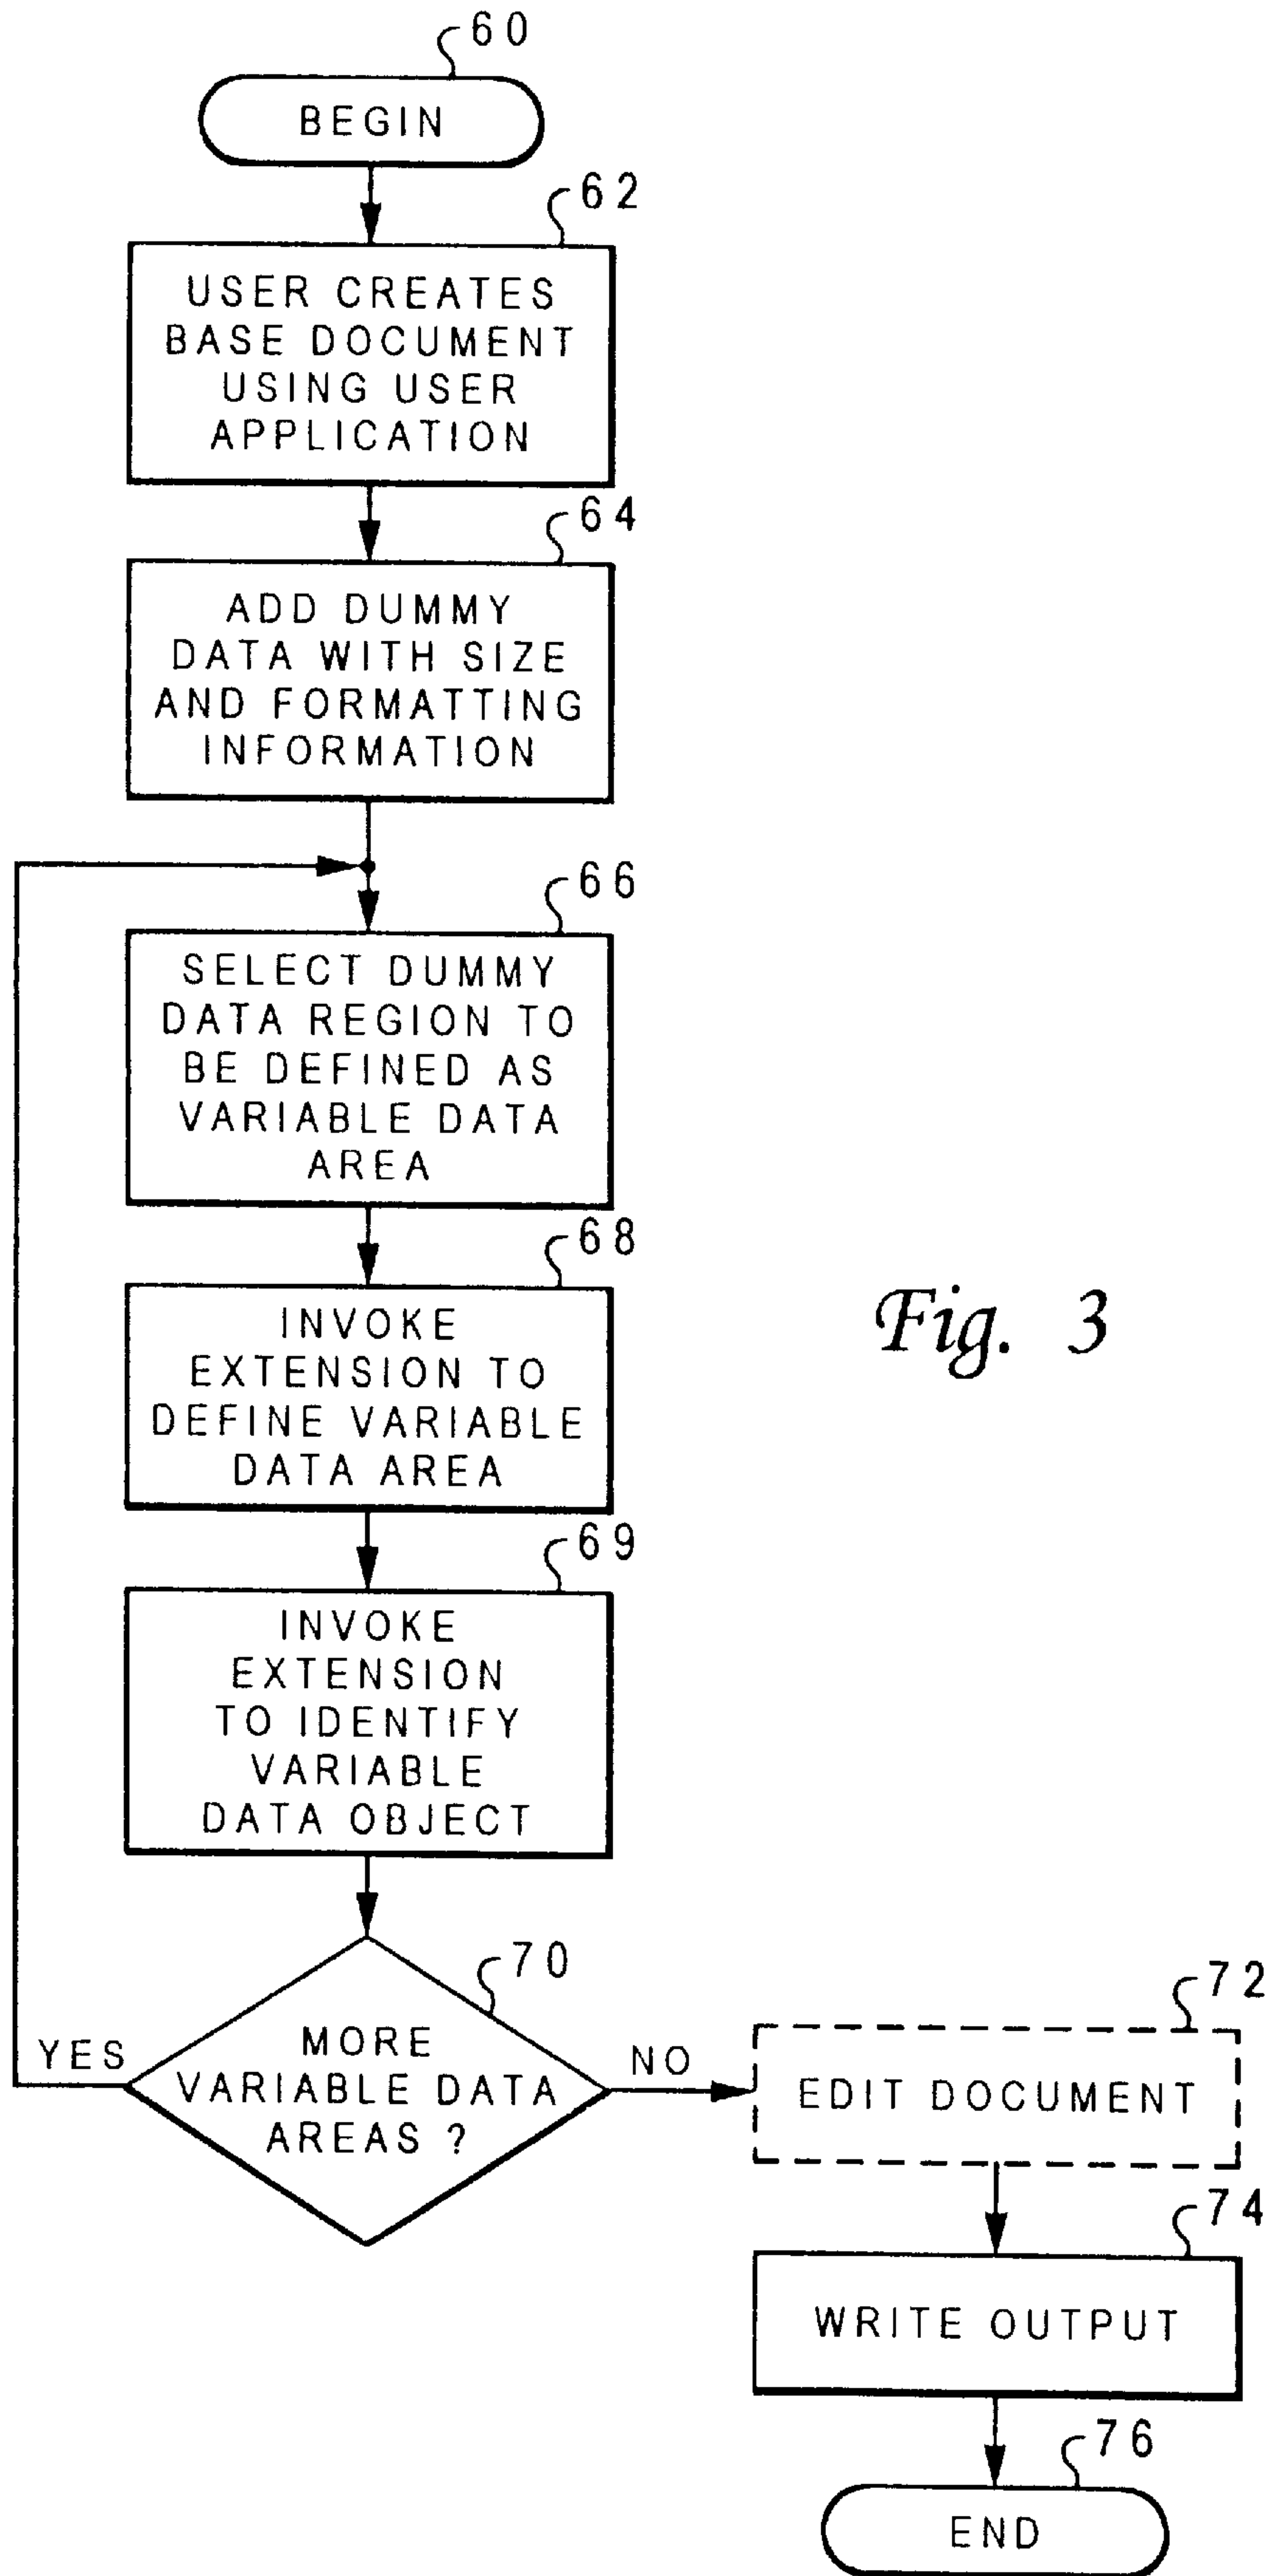 60
BEGIN
62
USER CREATES
BASE DOCUMENT
USING USER
APPLICATION
64
ADD DUMMY
DATA WITH SIZE
AND FORMATTING
INFORMATION
66
SELECT DUMMY
DATA REGION TO
BE DEFINED AS
VARIABLE DATA
AREA
68
INVOKE
EXTENSION TO
DEFINE VARIABLE
DATA AREA
Fig. 3
69
INVOKE
EXTENSION
TO IDENTIFY
VARIABLE
DATA OBJECT
70
MORE
VARIABLE DATA
AREAS ?
YES
NO
72
EDIT DOCUMENT
74
WRITE OUTPUT
76
END